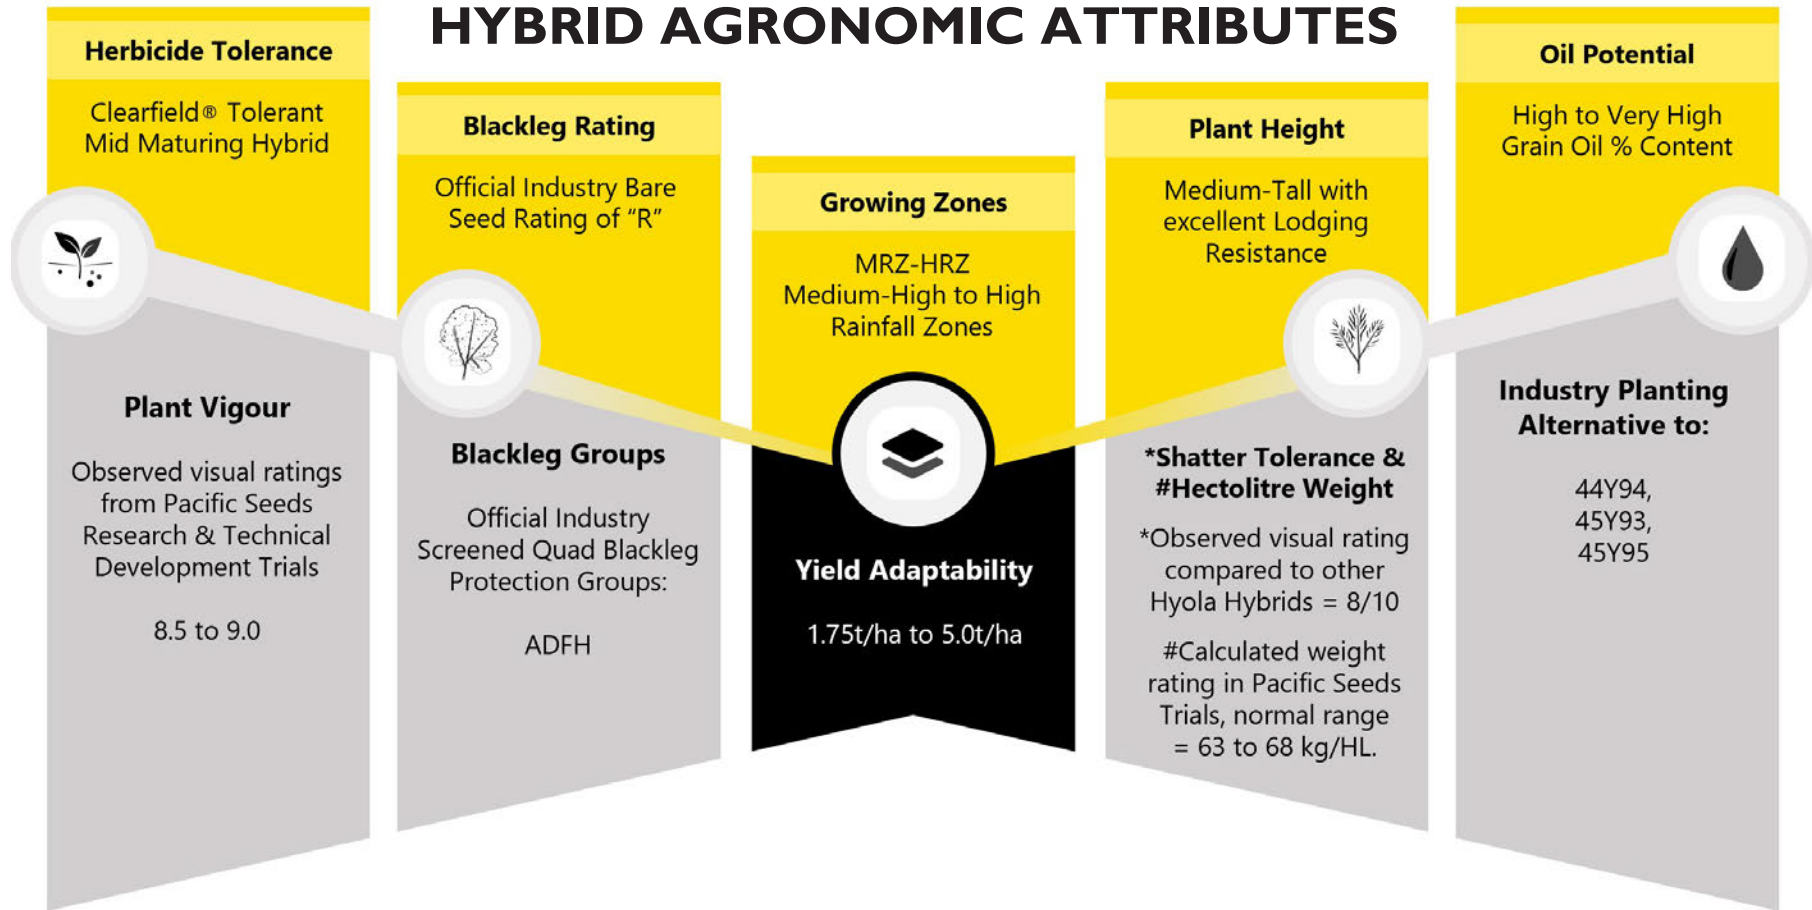 HYBRID AGRONOMIC ATTRIBUTES
Herbicide Tolerance
Clearfield® Tolerant
Mid Maturing Hybrid
Plant Vigour
Observed visual ratings
from Pacific Seeds
Research & Technical
Development Trials
8.5 to 9.0
Blackleg Rating
Official Industry Bare
Seed Rating of “R”
Blackleg Groups
Official Industry
Screened Quad Blackleg
Protection Groups:
ADFH
Growing Zones
MRZ-HRZ
Medium-High to High
Rainfall Zones
Yield Adaptability
1.75t/ha to 5.0t/ha
Plant Height
Medium-Tall with
excellent Lodging
Resistance
*Shatter Tolerance &
#Hectolitre Weight
*Observed visual rating
compared to other
Hyola Hybrids = 8/10
#Calculated weight
rating in Pacific Seeds
Trials, normal range
= 63 to 68 kg/HL.
Oil Potential
High to Very High
Grain Oil % Content
Industry Planting
Alternative to:
44Y94,
45Y93,
45Y95